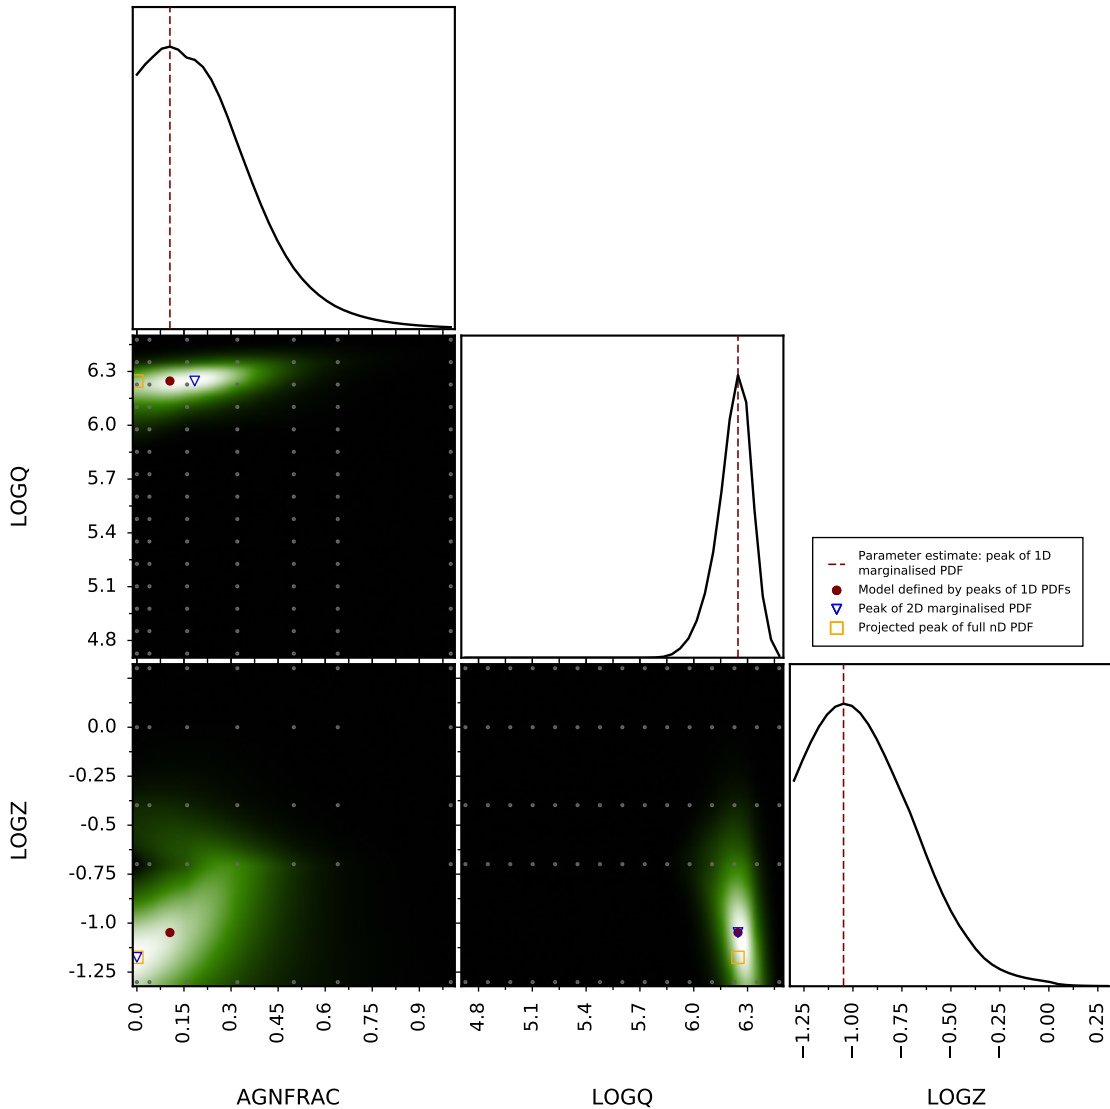 6.3
6.0
5.7
5.4
5.1
4.8
LOGQ
Parameter estimate: peak of 1D
marginalised PDF
Model defined by peaks of 1D PDFs
Peak of 2D marginalised PDF
Projected peak of full nD PDF
0.0
-0.25
-0.5
-0.75
-1.0
-1.25
LOGZ
0.0 0.15 0.3 0.45 0.6 0.75 0.9
4.8 5.1 5.4 5.7 6.0 6.3
−1.25 −1.00 −0.75 −0.50 −0.25 0.00 0.25
AGNFRAC
LOGQ
LOGZ